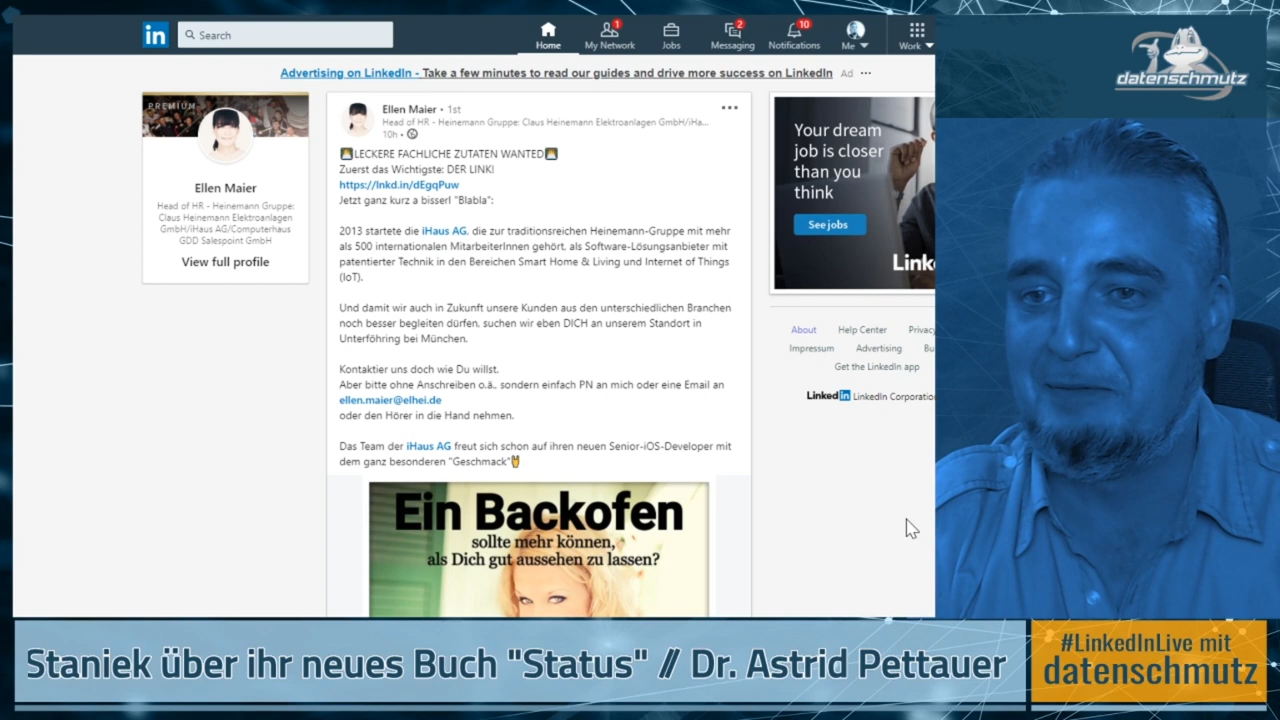 in
Search
Home
1
My Network
Jobs
2
Messaging
10
Notifications
Me
Work
Advertising on LinkedIn - Take a few minutes to read our guides and drive more success on LinkedIn Ad ···
PREMIUM
Ellen Maier
Head of HR - Heinemann Gruppe:
Claus Heinemann Elektroanlagen
GmbH/iHaus AG/Computerhaus
GDD Salespoint GmbH
View full profile
Ellen Maier • 1st
Head of HR - Heinemann Gruppe: Claus Heinemann Elektroanlagen GmbH/iHa...
10h •
LECKERE FACHLICHE ZUTATEN WANTED
Zuerst das Wichtigste: DER LINK!
https://lnkd.in/dEgqPuw
Jetzt ganz kurz a bisserl "Blabla":
2013 startete die iHaus AG, die zur traditionsreichen Heinemann-Gruppe mit mehr
als 500 internationalen MitarbeiterInnen gehört, als Software-Lösungsanbieter mit
patentierter Technik in den Bereichen Smart Home & Living und Internet of Things
(IoT).
Und damit wir auch in Zukunft unsere Kunden aus den unterschiedlichen Branchen
noch besser begleiten dürfen, suchen wir eben DICH an unserem Standort in
Unterföhring bei München.
Kontaktier uns doch wie Du willst.
Aber bitte ohne Anschreiben o.ä., sondern einfach PN an mich oder eine Email an
ellen.maier@elhei.de
oder den Hörer in die Hand nehmen.
Das Team der iHaus AG freut sich schon auf ihren neuen Senior-iOS-Developer mit
dem ganz besonderen "Geschmack"
Ein Backofen
sollte mehr können,
als Dich gut aussehen zu lassen?
Your dream
job is closer
than you
think
See jobs
Link
About Help Center Privacy
Impressum Advertising Bu
Get the LinkedIn app
Linked in LinkedIn Corporatio
datenschmutz
Staniek über ihr neues Buch "Status" // Dr. Astrid Pettauer
#LinkedInLive mit
datenschmutz